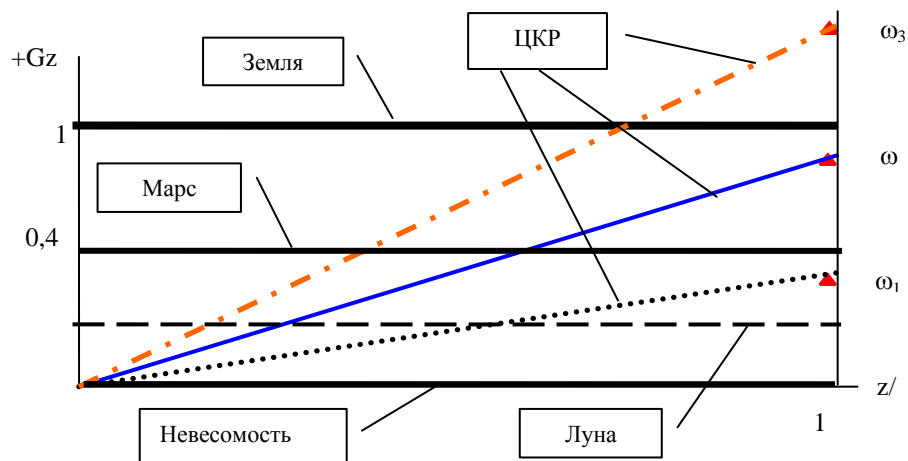 ЦКР
ω₃
+Gz
Земля
1
ω
Марс
0,4
ω₁
z/
Невесомость
Луна
1